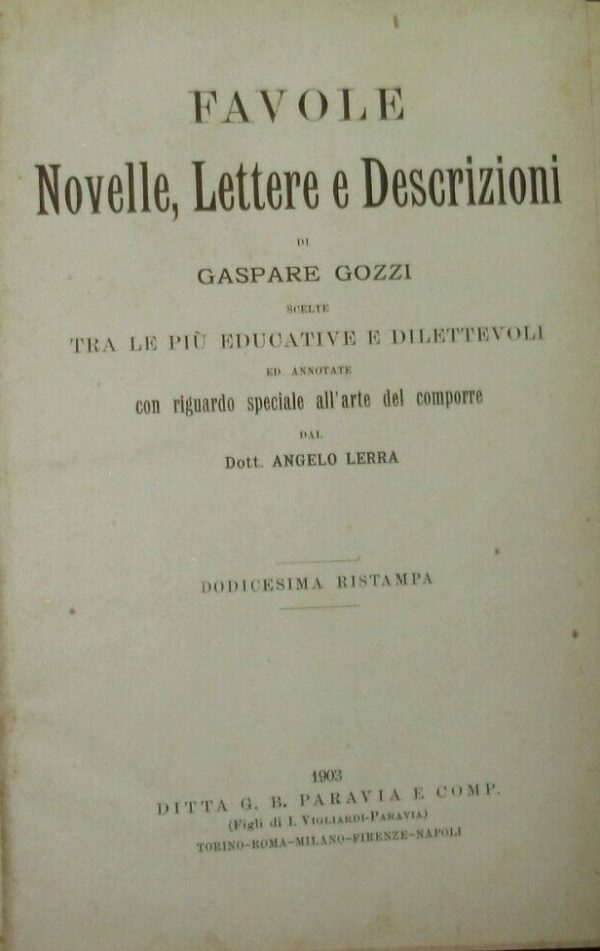 FAVOLE
Novelle, Lettere e Descrizioni
DI
GASPARE GOZZI
SCELTE
TRA LE PIÙ EDUCATIVE E DILETTEVOLI
ED ANNOTATE
con riguardo speciale all'arte del comporre
DAL
Dott. ANGELO LERRA
DODICESIMA RISTAMPA
1903
DITTA G. B. PARAVIA E COMP.
(Figli di I. VIGLIARDI-PARAVIA)
TORINO-ROMA-MILANO-FIRENZE-NAPOLI